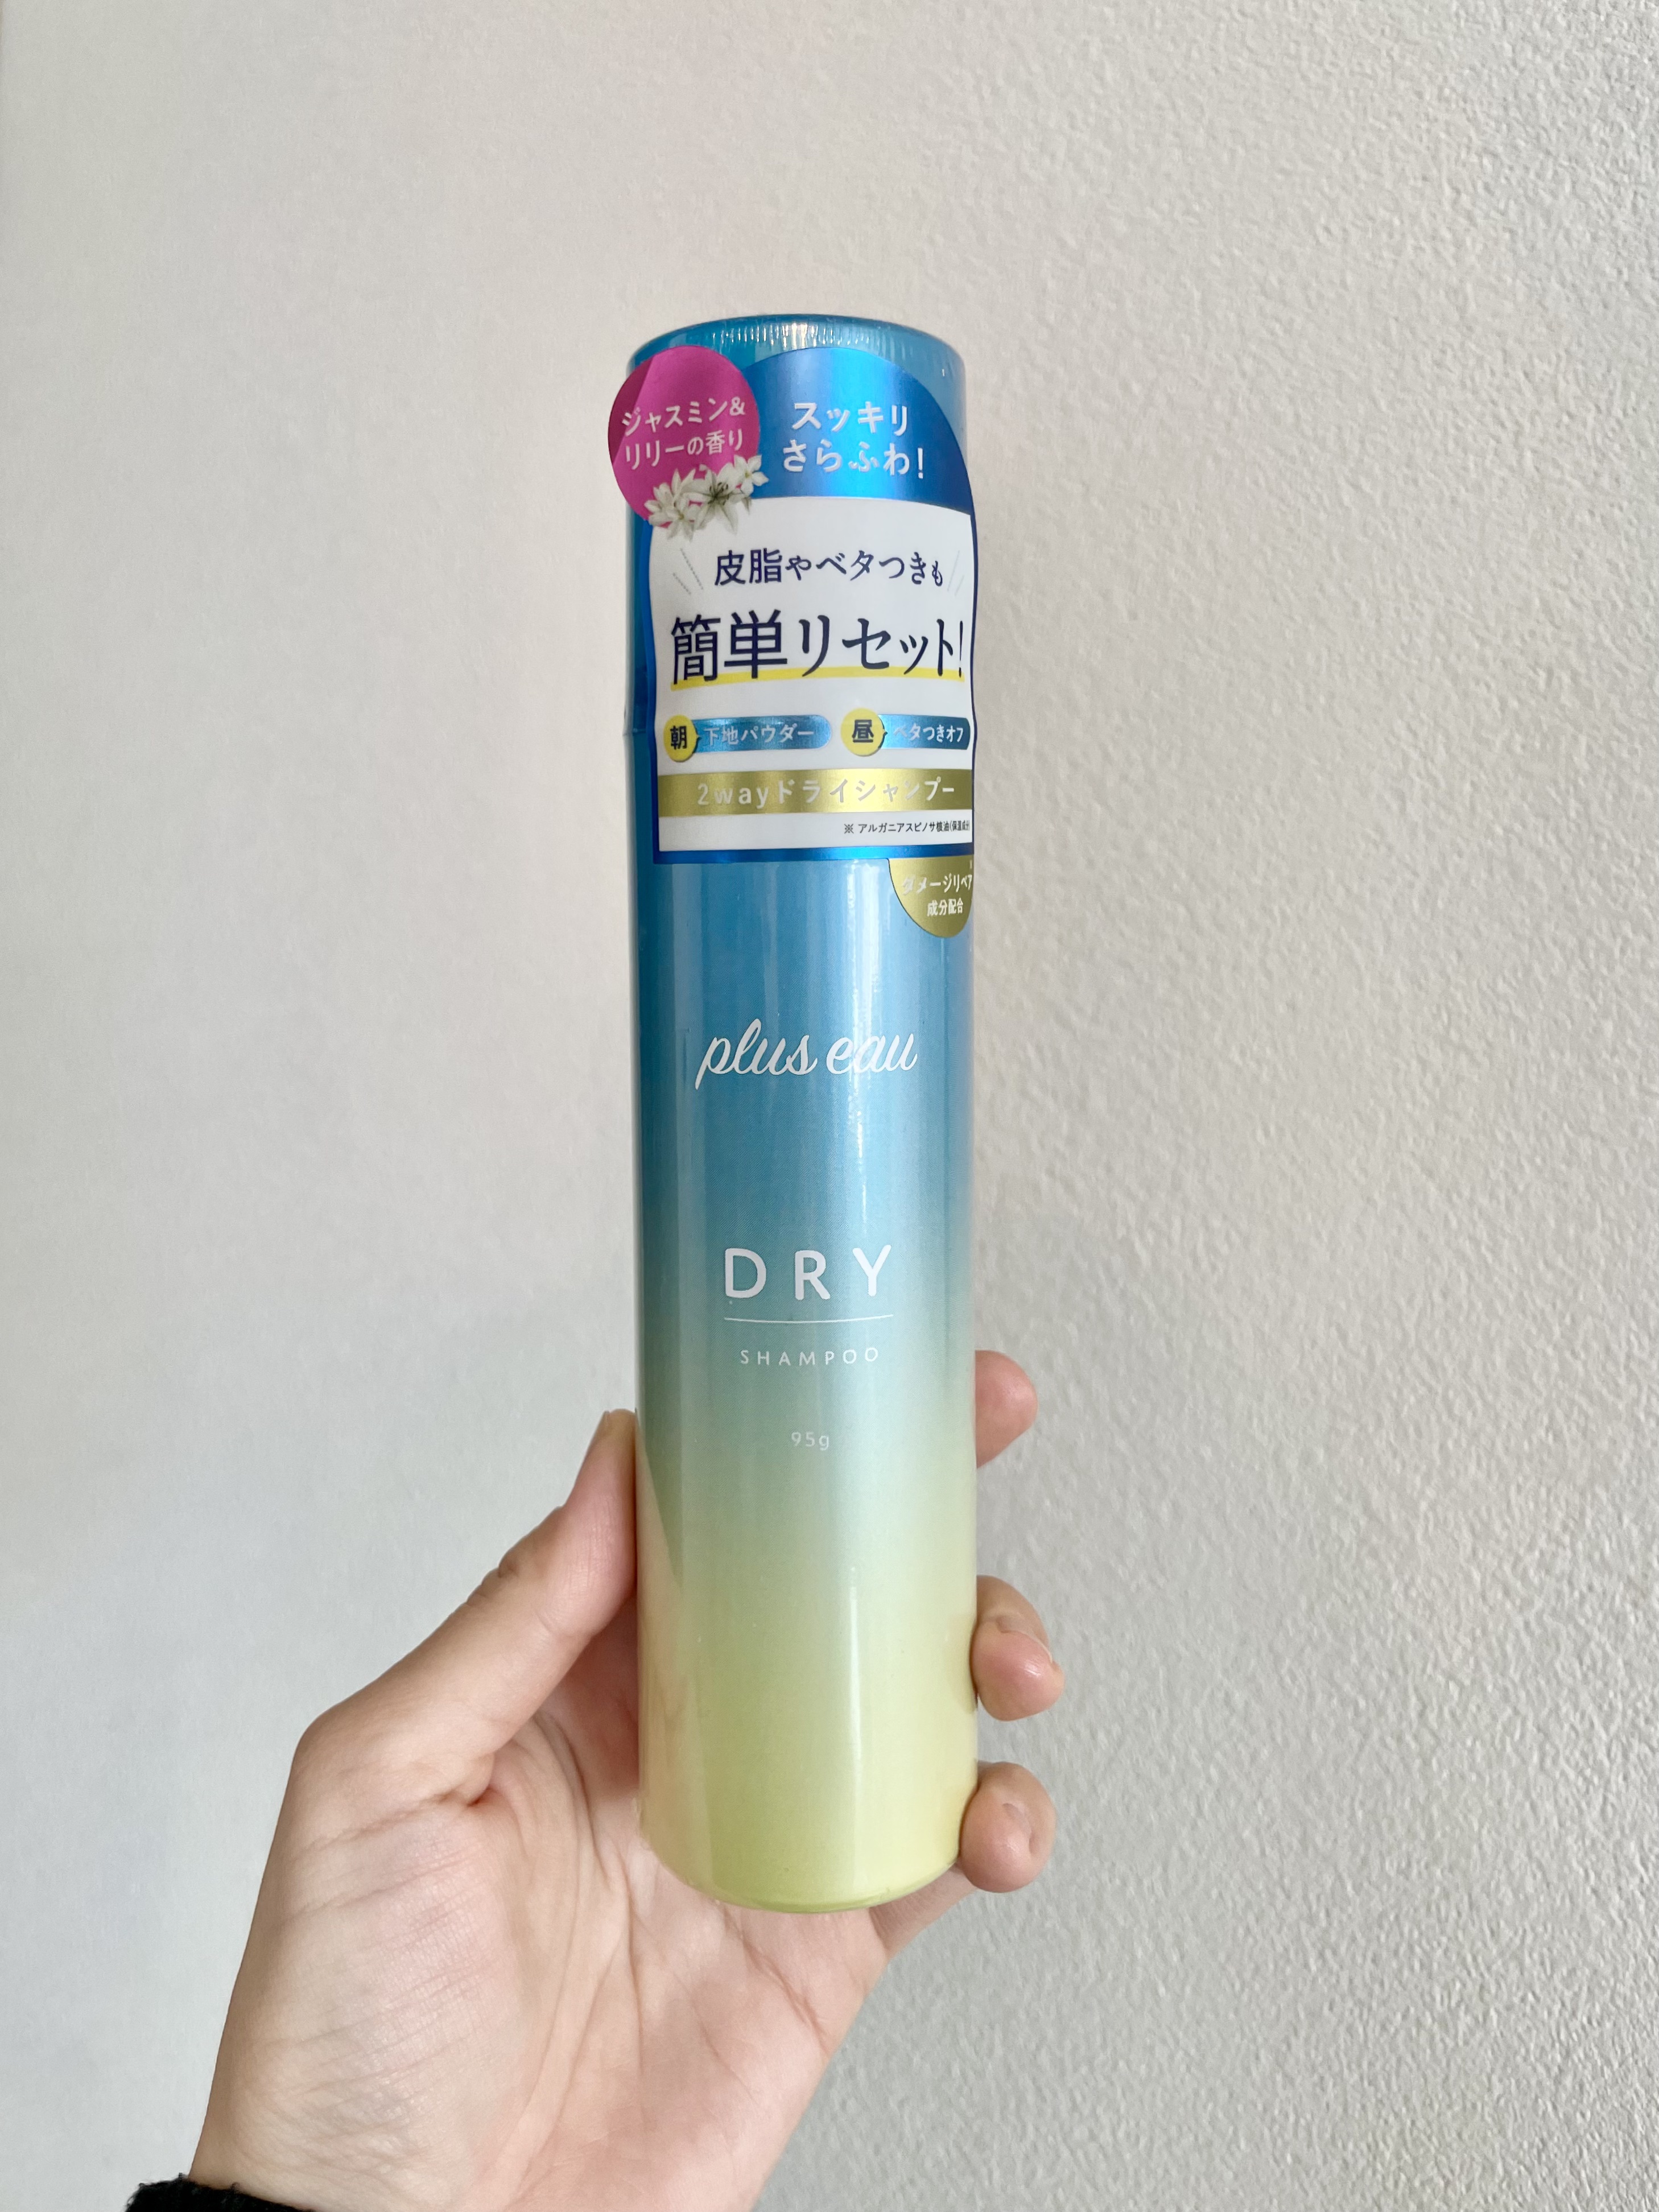 ジャスミン&
リリーの香り
スッキリ
さらふわ!
皮脂やベタつきも
簡単リセット!
朝 下地パウダー 昼 ベタつきオフ
2wayドライシャンプー
※ アルガニアスピノサ核油(保湿成分)
※
ダメージリペア
成分配合
plus eau
DRY
SHAMPOO
95g